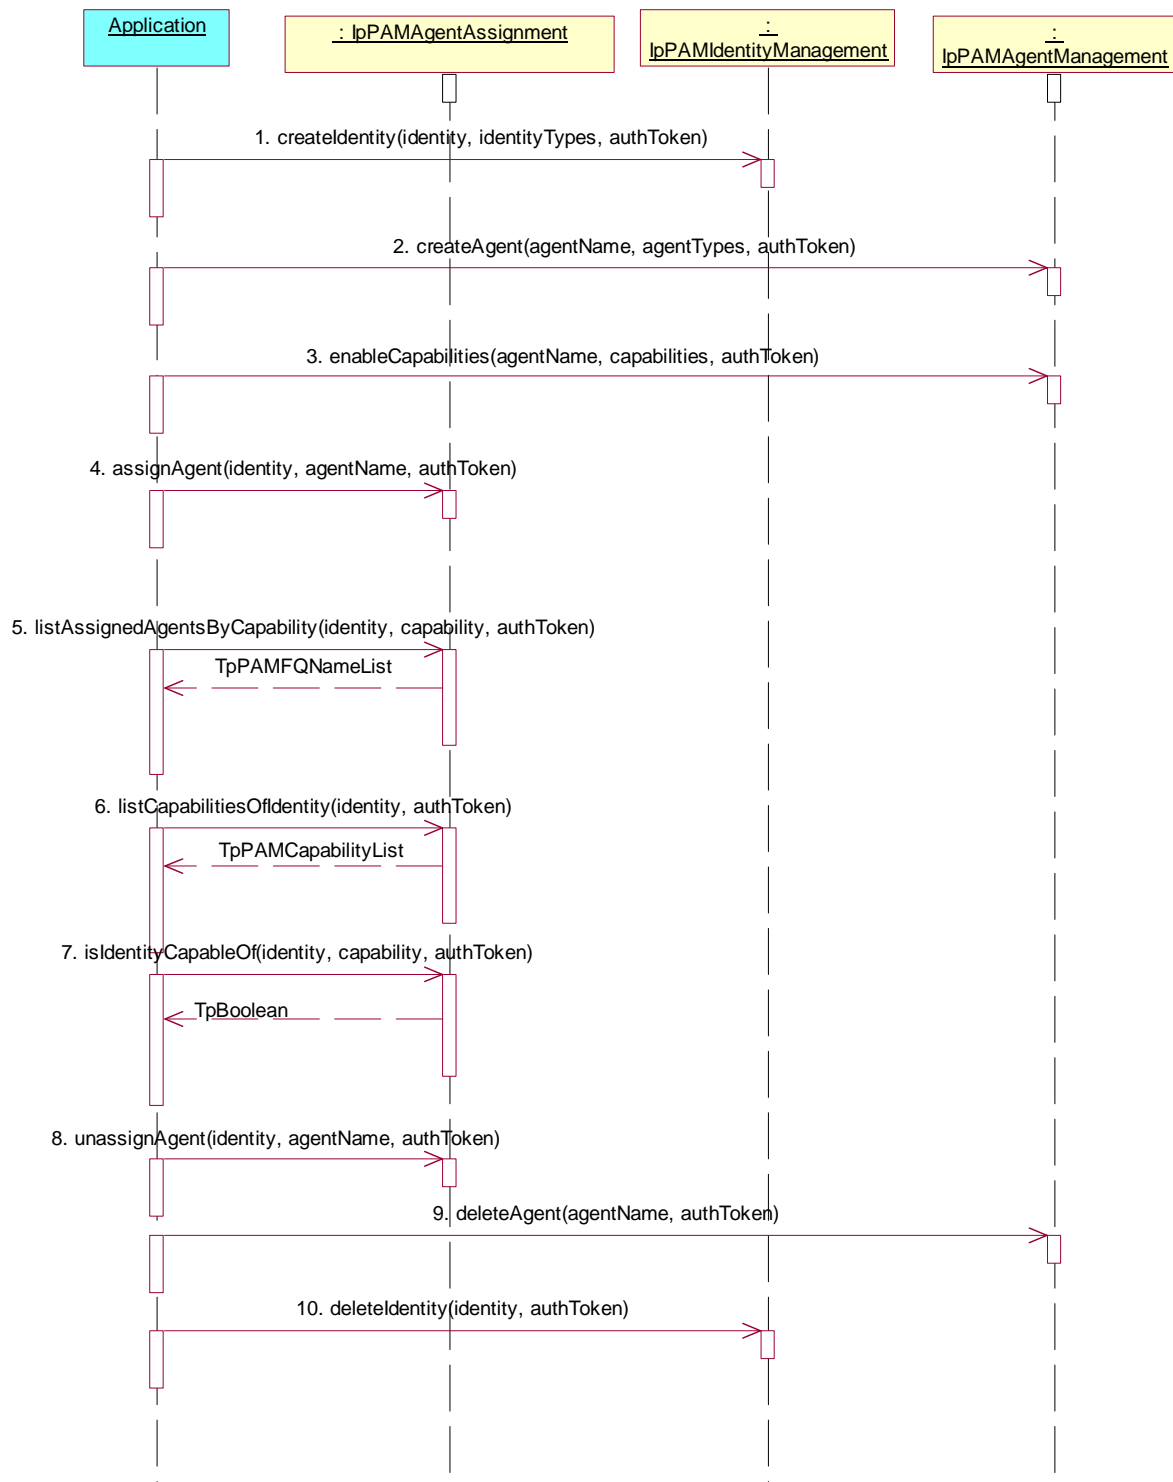 Application
: IpPAMAgentAssignment
:
IpPAMIdentityManagement
:
IpPAMAgentManagement
1. createIdentity(identity, identityTypes, authToken)
2. createAgent(agentName, agentTypes, authToken)
3. enableCapabilities(agentName, capabilities, authToken)
4. assignAgent(identity, agentName, authToken)
5. listAssignedAgentsByCapability(identity, capability, authToken)
TpPAMFQNameList
6. listCapabilitiesOfIdentity(identity, authToken)
TpPAMCapabilityList
7. isIdentityCapableOf(identity, capability, authToken)
TpBoolean
8. unassignAgent(identity, agentName, authToken)
9. deleteAgent(agentName, authToken)
10. deleteIdentity(identity, authToken)